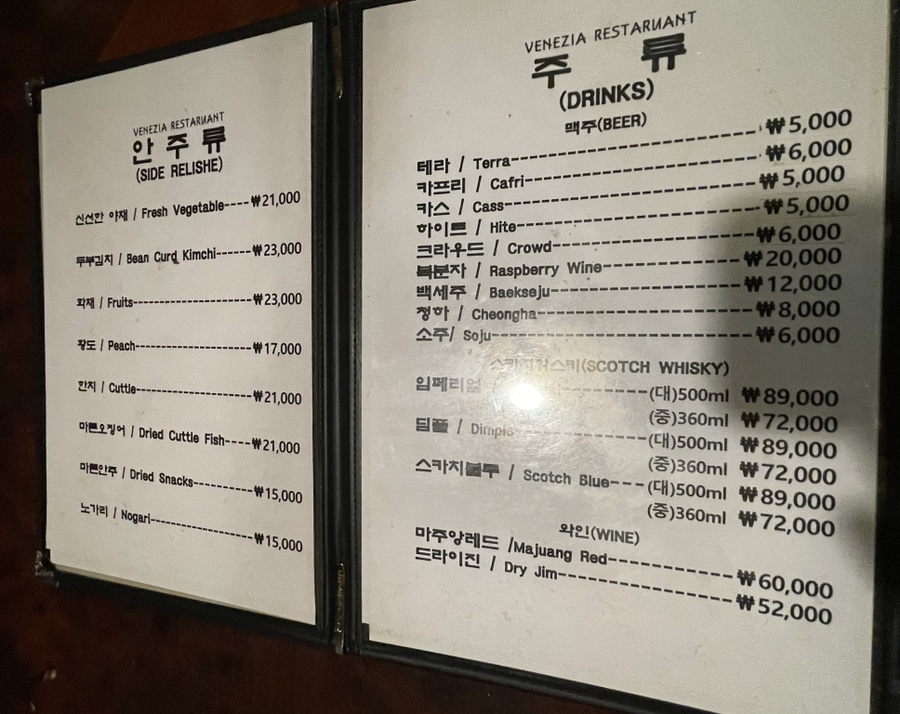 VENEZIA RESTARUANT
안 주 류
(SIDE RELISHE)
신선한 야채 / Fresh Vegetable----₩21,000
두부김치 / Bean Curd Kimchi------₩23,000
화채 / Fruits-------------------₩23,000
황도 / Peach-------------------₩17,000
한치 / Cuttle-------------------₩21,000
마른오징어 / Dried Cuttle Fish----₩21,000
마른안주 / Dried Snacks---------₩15,000
노가리 / Nogari----------------₩15,000
VENEZIA RESTARUANT
주 류
(DRINKS)
맥주(BEER)
테라 / Terra--------------------------₩5,000
카프리 / Cafri------------------------₩6,000
카스 / Cass--------------------------₩5,000
하이트 / Hite-------------------------₩5,000
크라우드 / Crowd--------------------₩6,000
복분자 / Raspberry Wine--------------₩20,000
백세주 / Baekseju-------------------₩12,000
청하 / Cheongha--------------------₩8,000
소주/ Soju--------------------------₩6,000
(SCOTCH WHISKY)
임페리얼 --------(대)500ml ₩89,000
(중)360ml ₩72,000
딤플 / Dimple------------(대)500ml ₩89,000
(중)360ml ₩72,000
스카치블루 / Scotch Blue---(대)500ml ₩89,000
(중)360ml ₩72,000
와인(WINE)
마주앙레드 /Majuang Red------------₩60,000
드라이진 / Dry Jim-----------------₩52,000